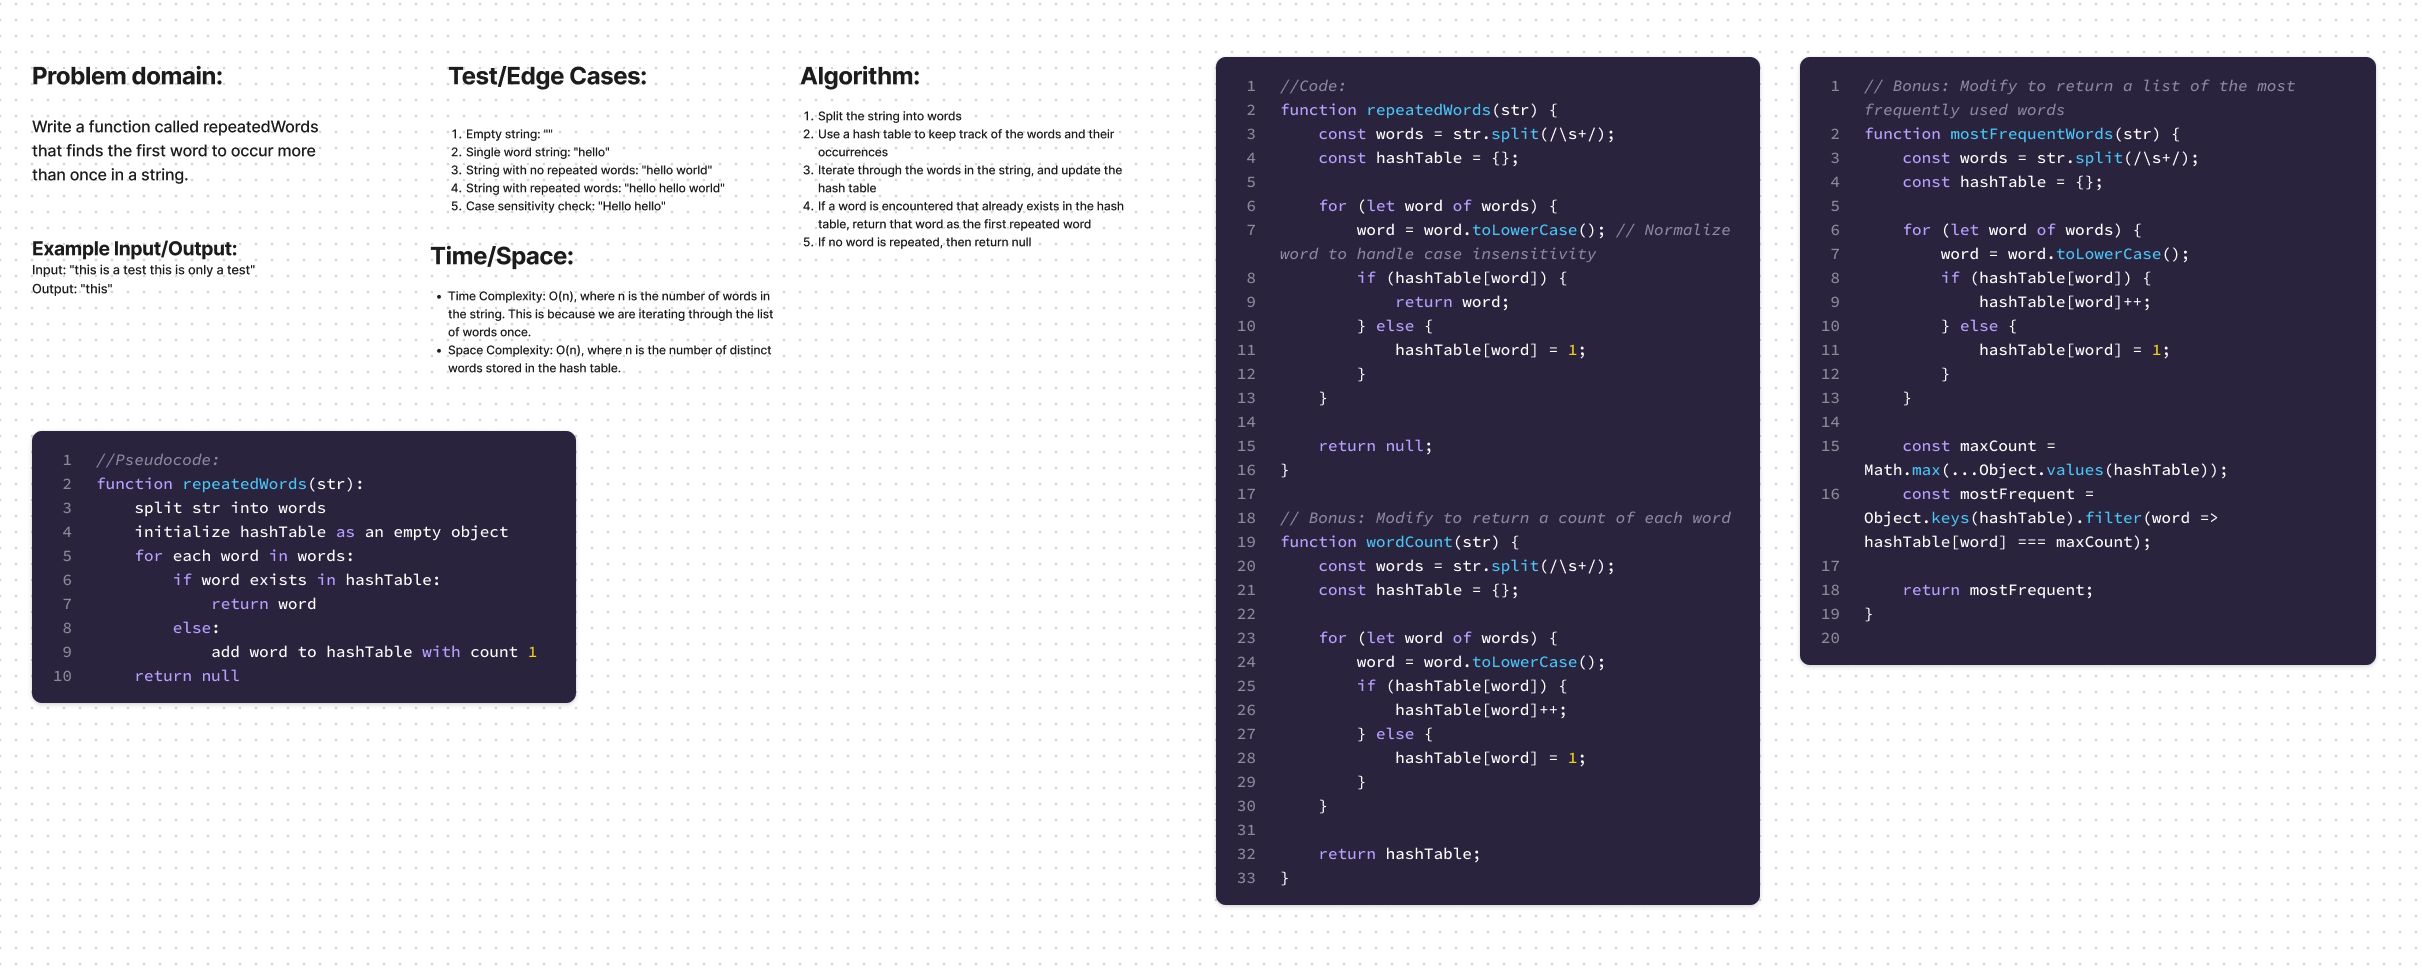 Problem domain:
Write a function called repeatedWords
that finds the first word to occur more
than once in a string.
Example Input/Output:
Input: "this is a test this is only a test"
Output: "this"
Test/Edge Cases:
1. Empty string: ""
2. Single word string: "hello"
3. String with no repeated words: "hello world"
4. String with repeated words: "hello hello world"
5. Case sensitivity check: "Hello hello"
Time/Space:
• Time Complexity: O(n), where n is the number of words in
the string. This is because we are iterating through the list
of words once.
• Space Complexity: O(n), where n is the number of distinct
words stored in the hash table.
Algorithm:
1. Split the string into words
2. Use a hash table to keep track of the words and their
occurrences
3. Iterate through the words in the string, and update the
hash table
4. If a word is encountered that already exists in the hash
table, return that word as the first repeated word
5. If no word is repeated, then return null
1 //Pseudocode:
2 function repeatedWords(str):
3     split str into words
4     initialize hashTable as an empty object
5     for each word in words:
6         if word exists in hashTable:
7             return word
8         else:
9             add word to hashTable with count 1
10     return null
1 //Code:
2 function repeatedWords(str) {
3     const words = str.split(/\s+/);
4     const hashTable = {};
5
6     for (let word of words) {
7         word = word.toLowerCase(); // Normalize
word to handle case insensitivity
8         if (hashTable[word]) {
9             return word;
10         } else {
11             hashTable[word] = 1;
12         }
13     }
14
15     return null;
16 }
17
18 // Bonus: Modify to return a count of each word
19 function wordCount(str) {
20     const words = str.split(/\s+/);
21     const hashTable = {};
22
23     for (let word of words) {
24         word = word.toLowerCase();
25         if (hashTable[word]) {
26             hashTable[word]++;
27         } else {
28             hashTable[word] = 1;
29         }
30     }
31
32     return hashTable;
33 }
1 // Bonus: Modify to return a list of the most
frequently used words
2 function mostFrequentWords(str) {
3     const words = str.split(/\s+/);
4     const hashTable = {};
5
6     for (let word of words) {
7         word = word.toLowerCase();
8         if (hashTable[word]) {
9             hashTable[word]++;
10         } else {
11             hashTable[word] = 1;
12         }
13     }
14
15     const maxCount =
Math.max(...Object.values(hashTable));
16     const mostFrequent =
Object.keys(hashTable).filter(word =>
hashTable[word] === maxCount);
17
18     return mostFrequent;
19 }
20